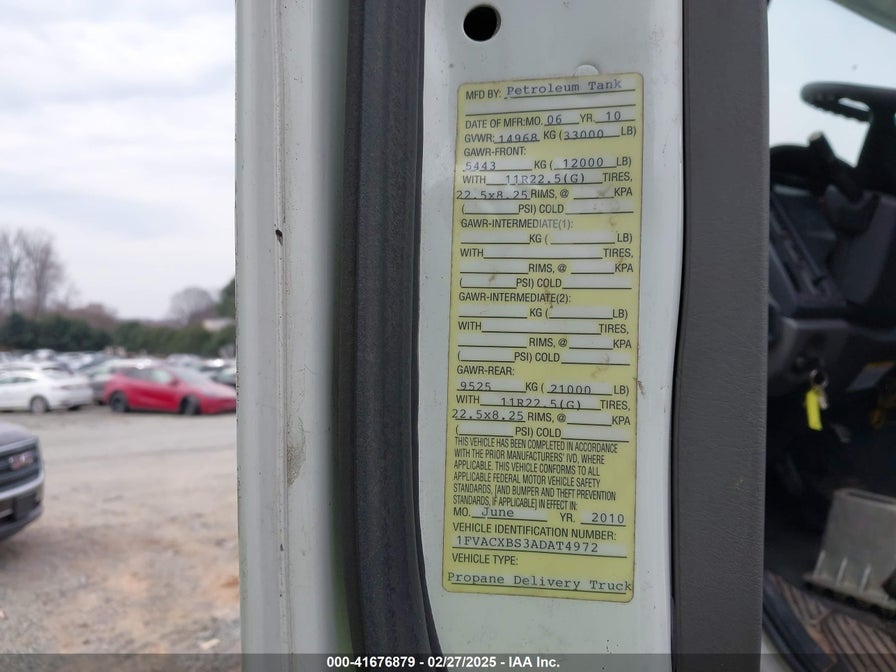 MFD BY: Petroleum Tank
DATE OF MFR:MO. 06 YR. 10
GVWR: 14968 KG (33000 LB)
GAWR-FRONT:
5443 KG ( 12000 LB)
WITH 11R22.5(G) TIRES,
22.5x8.25 RIMS, @ KPA
( PSI) COLD
GAWR-INTERMEDIATE(1):
KG ( LB)
WITH TIRES,
RIMS, @ KPA
( PSI) COLD
GAWR-INTERMEDIATE(2):
KG ( LB)
WITH TIRES,
RIMS, @ KPA
( PSI) COLD
GAWR-REAR:
9525 KG ( 21000 LB)
WITH 11R22.5(G) TIRES,
22.5x8.25 RIMS, @ KPA
( PSI) COLD
THIS VEHICLE HAS BEEN COMPLETED IN ACCORDANCE
WITH THE PRIOR MANUFACTURERS' IVD, WHERE
APPLICABLE. THIS VEHICLE CONFORMS TO ALL
APPLICABLE FEDERAL MOTOR VEHICLE SAFETY
STANDARDS, [AND BUMPER AND THEFT PREVENTION
STANDARDS, IF APPLICABLE] IN EFFECT IN:
MO. June YR. 2010
VEHICLE IDENTIFICATION NUMBER:
1FVACXBS3ADAT4972
VEHICLE TYPE:
Propane Delivery Truck
000-41676879 - 02/27/2025 - IAA Inc.